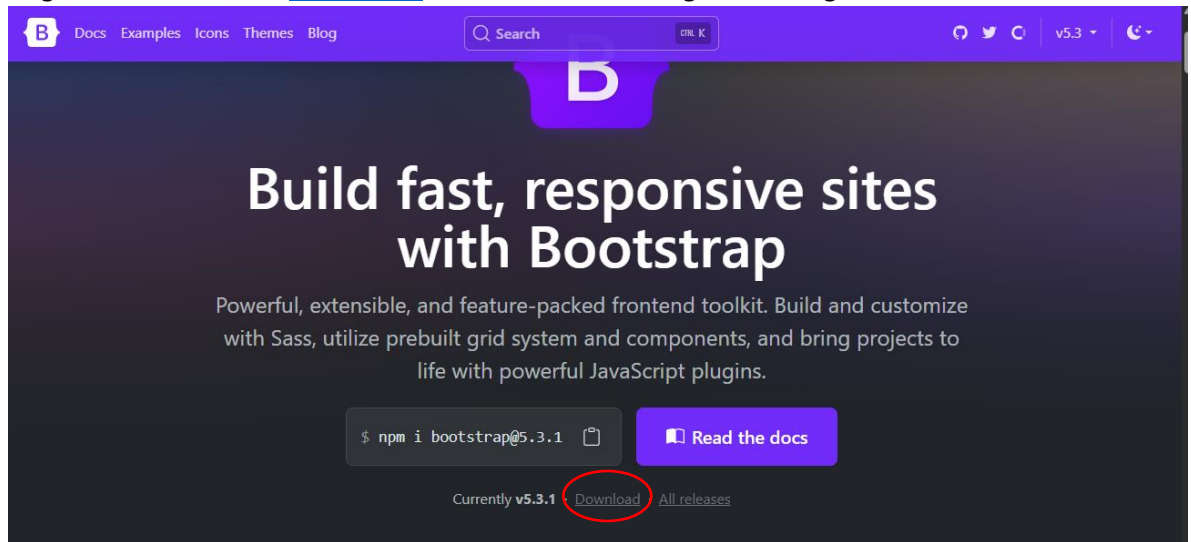 B Docs Examples Icons Themes Blog Search CTRL K v5.3
B
Build fast, responsive sites
with Bootstrap
Powerful, extensible, and feature-packed frontend toolkit. Build and customize
with Sass, utilize prebuilt grid system and components, and bring projects to
life with powerful JavaScript plugins.
$ npm i bootstrap@5.3.1 Read the docs
Currently v5.3.1 · Download · All releases